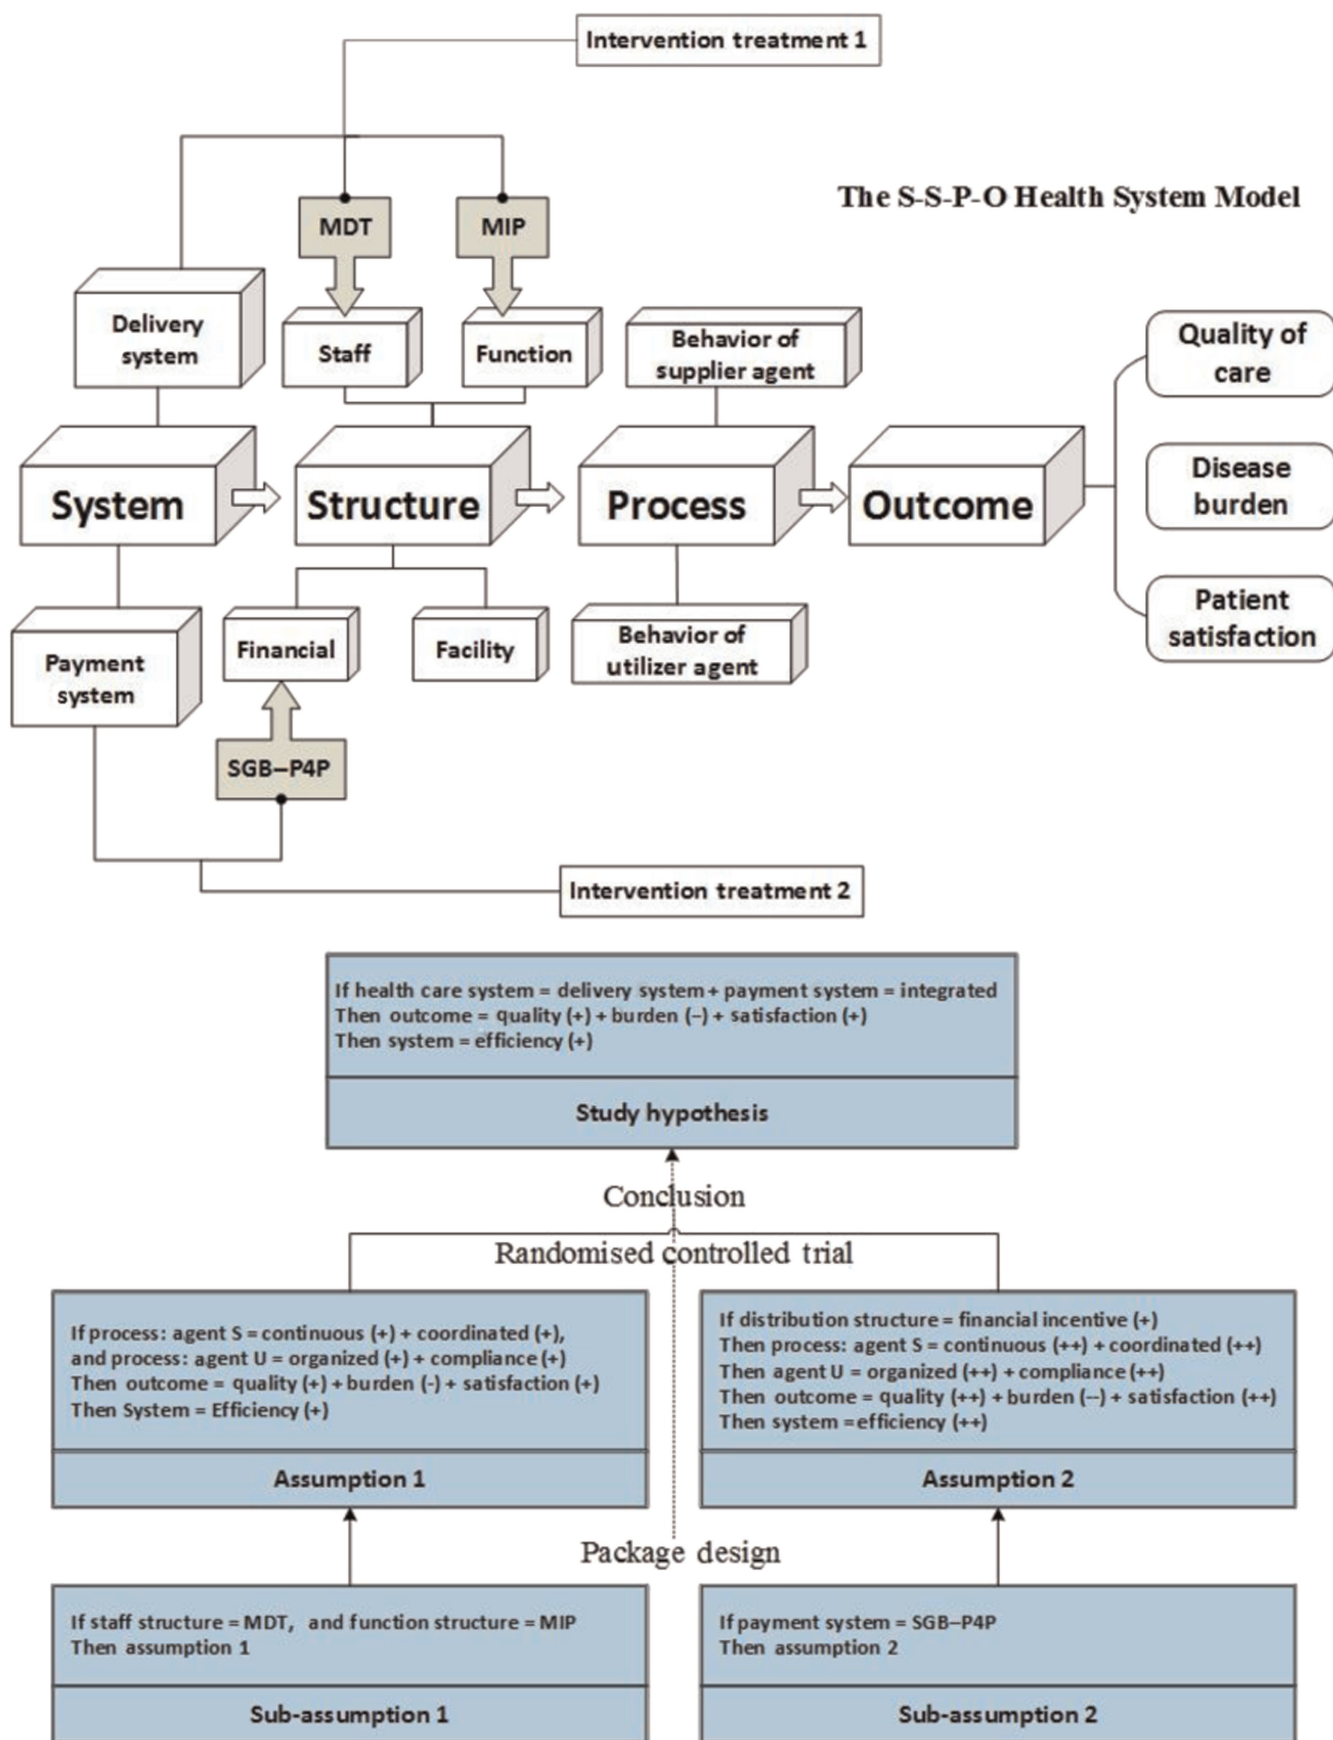 Intervention treatment 1
The S-S-P-O Health System Model
MDT
MIP
Delivery
system
Staff
Function
Behavior of
supplier agent
Quality of
care
System
Structure
Process
Outcome
Disease
burden
Payment
system
Financial
Facility
Behavior of
utilizer agent
Patient
satisfaction
SGB–P4P
Intervention treatment 2
If health care system = delivery system + payment system = integrated
Then outcome = quality (+) + burden (–) + satisfaction (+)
Then system = efficiency (+)
Study hypothesis
Conclusion
Randomised controlled trial
If process: agent S = continuous (+) + coordinated (+),
and process: agent U = organized (+) + compliance (+)
Then outcome = quality (+) + burden (-) + satisfaction (+)
Then System = Efficiency (+)
Assumption 1
If distribution structure = financial incentive (+)
Then process: agent S = continuous (++) + coordinated (++)
Then agent U = organized (++) + compliance (++)
Then outcome = quality (++) + burden (--) + satisfaction (++)
Then system =efficiency (++)
Assumption 2
Package design
If staff structure = MDT, and function structure = MIP
Then assumption 1
Sub-assumption 1
If payment system = SGB–P4P
Then assumption 2
Sub-assumption 2